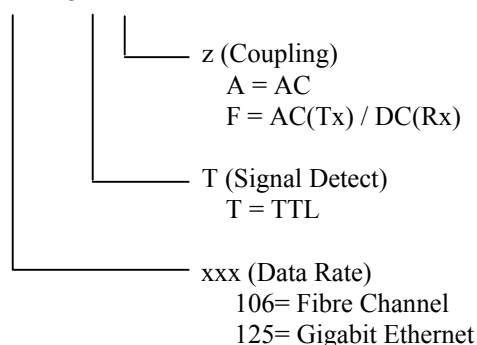 z (Coupling)
A = AC
F = AC(Tx) / DC(Rx)
T (Signal Detect)
T = TTL
xxx (Data Rate)
106= Fibre Channel
125= Gigabit Ethernet